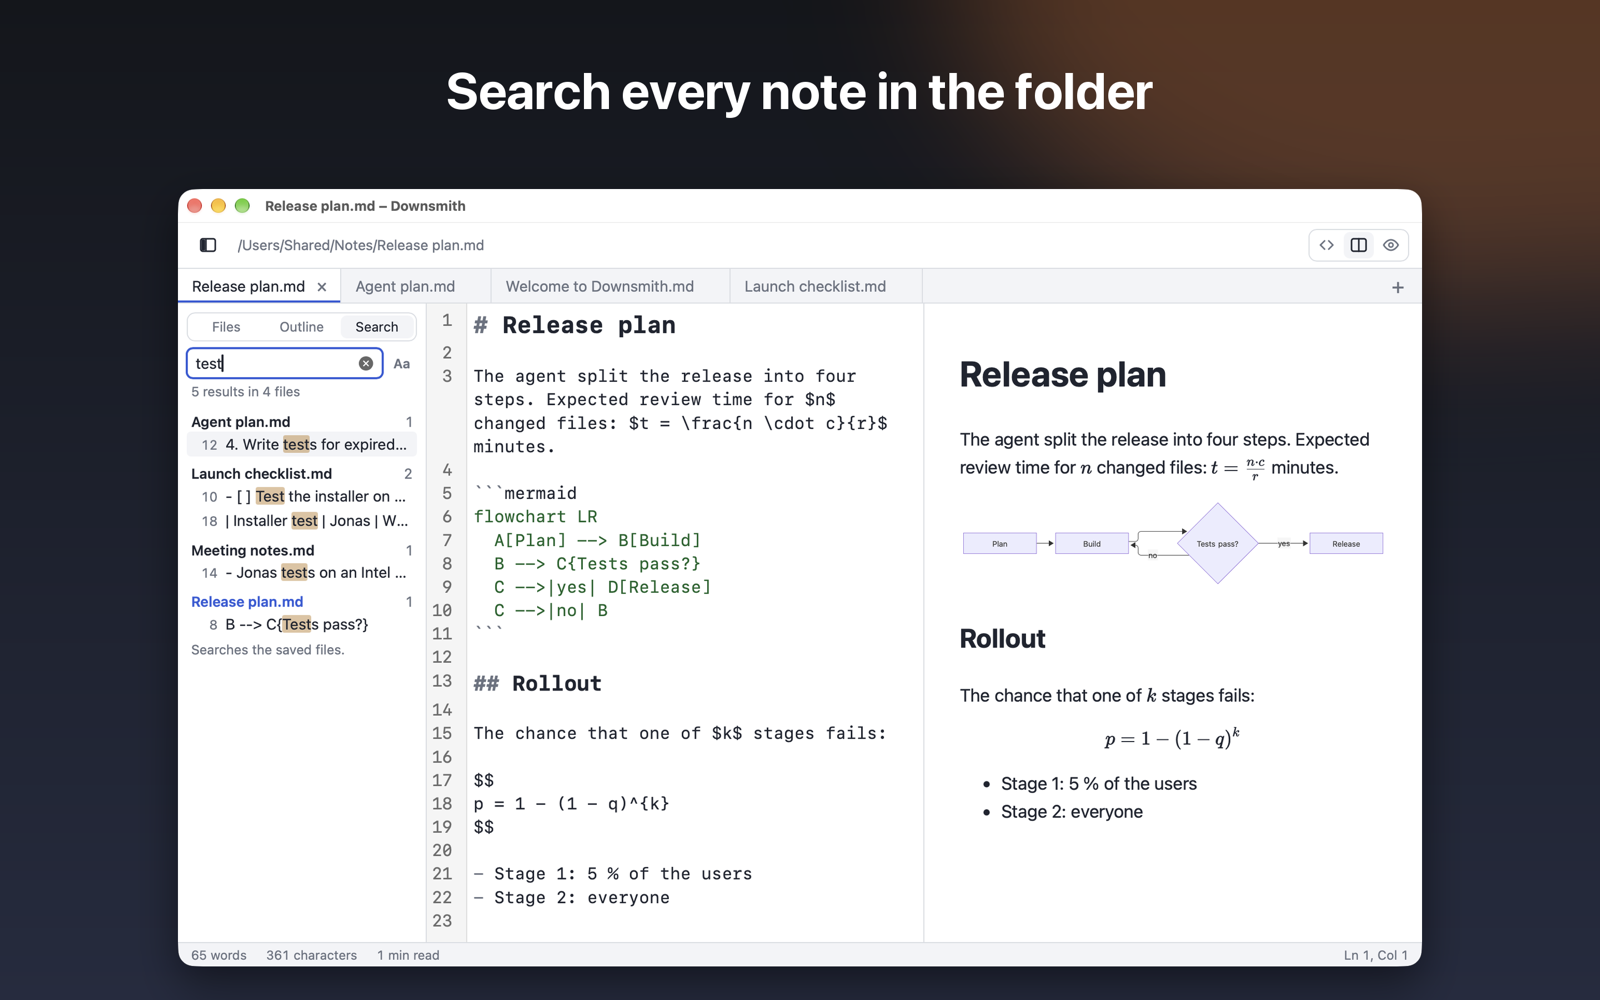 Search every note in the folder
Release plan.md – Downsmith
/Users/Shared/Notes/Release plan.md
Release plan.md
Agent plan.md
Welcome to Downsmith.md
Launch checklist.md
Files
Outline
Search
test
Aa
5 results in 4 files
Agent plan.md 1
12 4. Write tests for expired...
Launch checklist.md 2
10 - [ ] Test the installer on ...
18 | Installer test | Jonas | W...
Meeting notes.md 1
14 - Jonas tests on an Intel ...
Release plan.md 1
8 B --> C{Tests pass?}
Searches the saved files.
1 # Release plan
2
3 The agent split the release into four
steps. Expected review time for $n$
changed files: $t = \frac{n \cdot c}{r}$
minutes.
4
5 ```mermaid
6 flowchart LR
7 A[Plan] --> B[Build]
8 B --> C{Tests pass?}
9 C -->|yes| D[Release]
10 C -->|no| B
11 ```
12
13 ## Rollout
14
15 The chance that one of $k$ stages fails:
16
17 $$
18 p = 1 - (1 - q)^{k}
19 $$
20
21 - Stage 1: 5 % of the users
22 - Stage 2: everyone
23
Release plan
The agent split the release into four steps. Expected
review time for n changed files: t = n·c/r minutes.
Plan
Build
Tests pass?
yes
Release
no
Rollout
The chance that one of k stages fails:
p = 1 − (1 − q)^k
• Stage 1: 5 % of the users
• Stage 2: everyone
65 words
361 characters
1 min read
Ln 1, Col 1